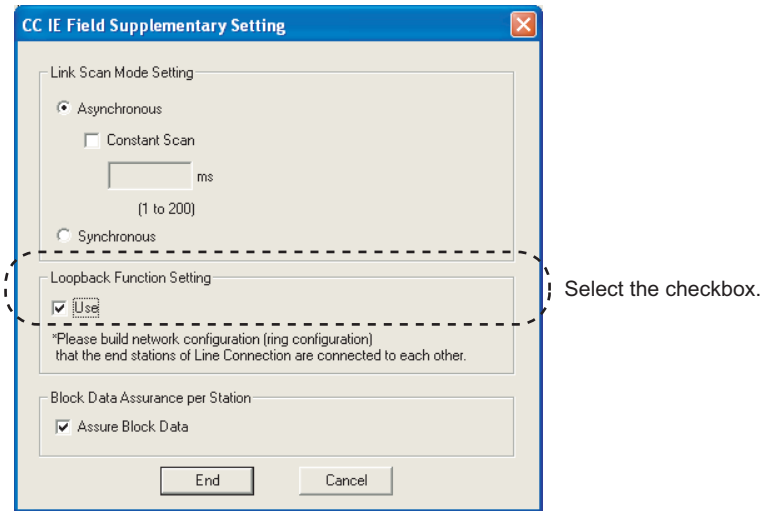 CC IE Field Supplementary Setting
Link Scan Mode Setting
Asynchronous
Constant Scan
ms
(1 to 200)
Synchronous
Loopback Function Setting
Use
Select the checkbox.
*Please build network configuration (ring configuration)
that the end stations of Line Connection are connected to each other.
Block Data Assurance per Station
Assure Block Data
End
Cancel